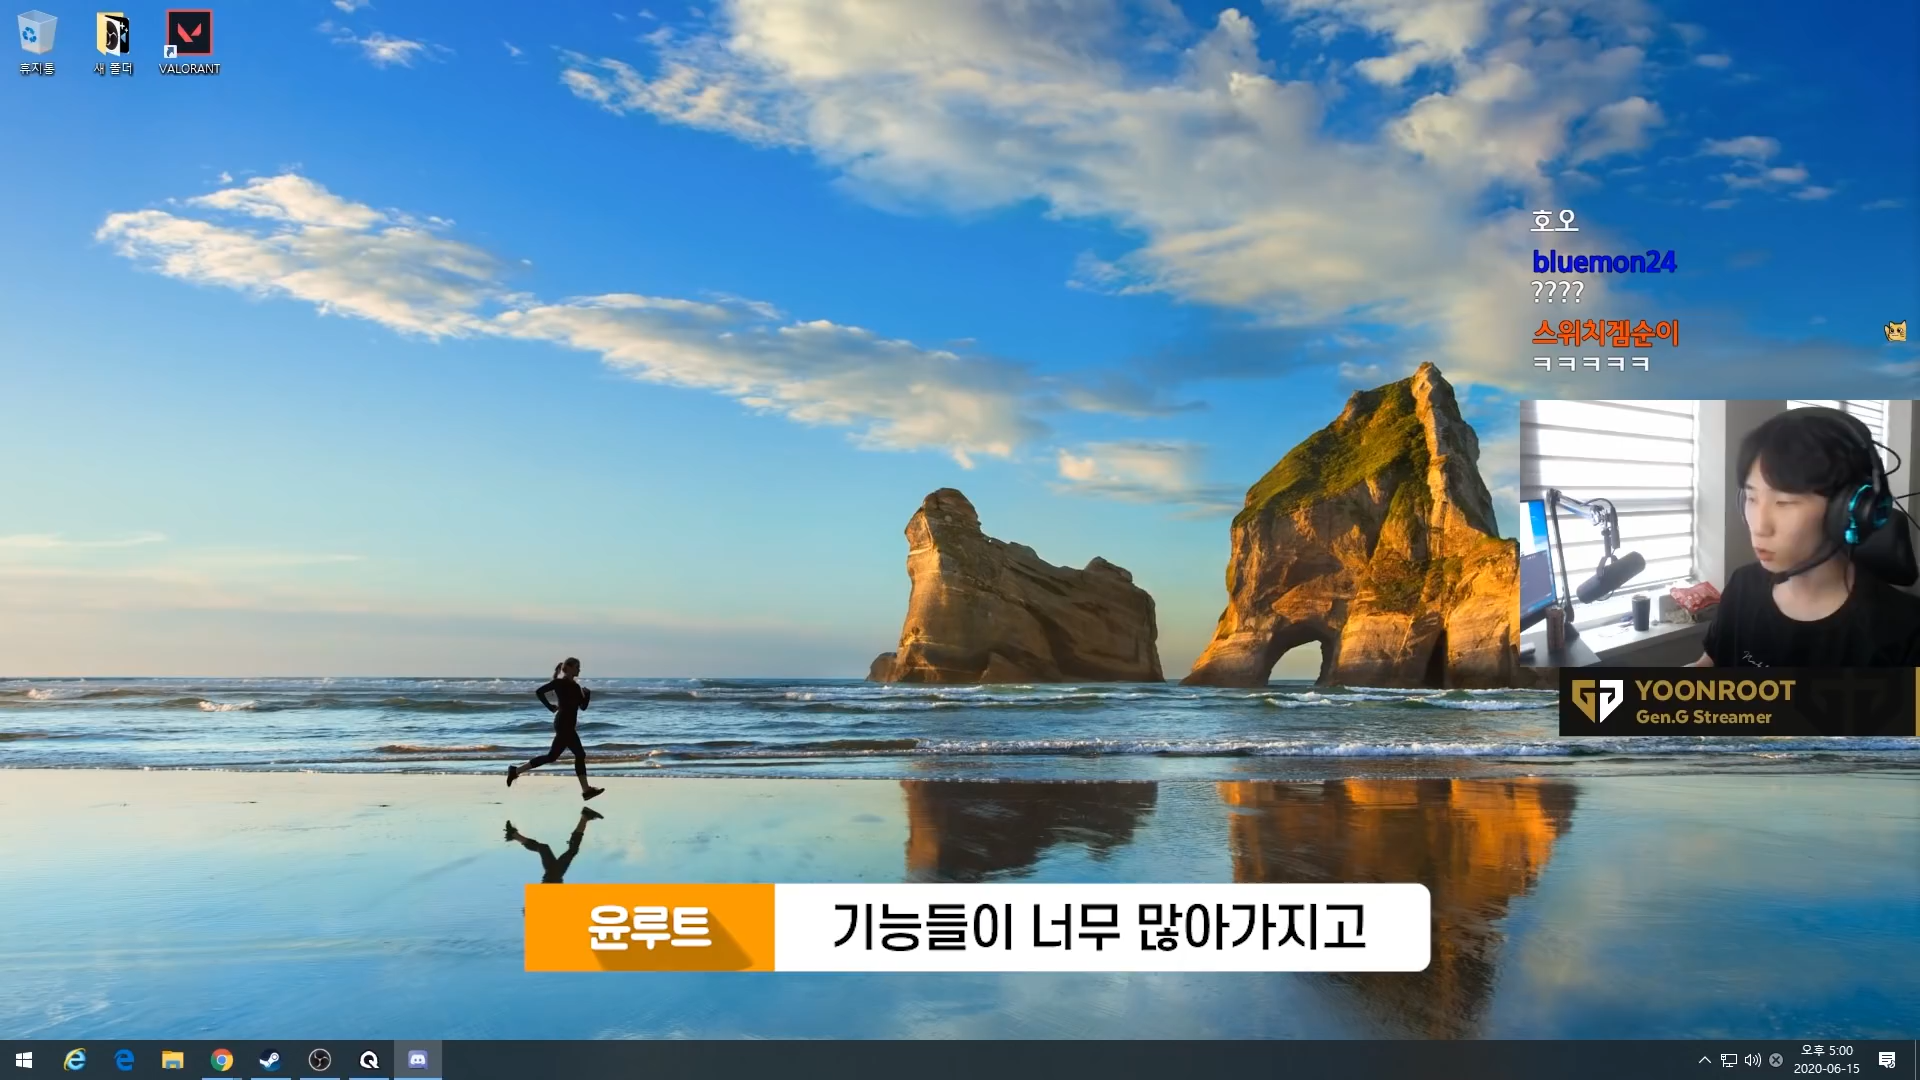 휴지통
새 폴더
VALORANT
호오
bluemon24
????
스위치겜순이
ㅋㅋㅋㅋㅋ
YOONROOT
Gen.G Streamer
윤루트
기능들이 너무 많아가지고
오후 5:00
2020-06-15